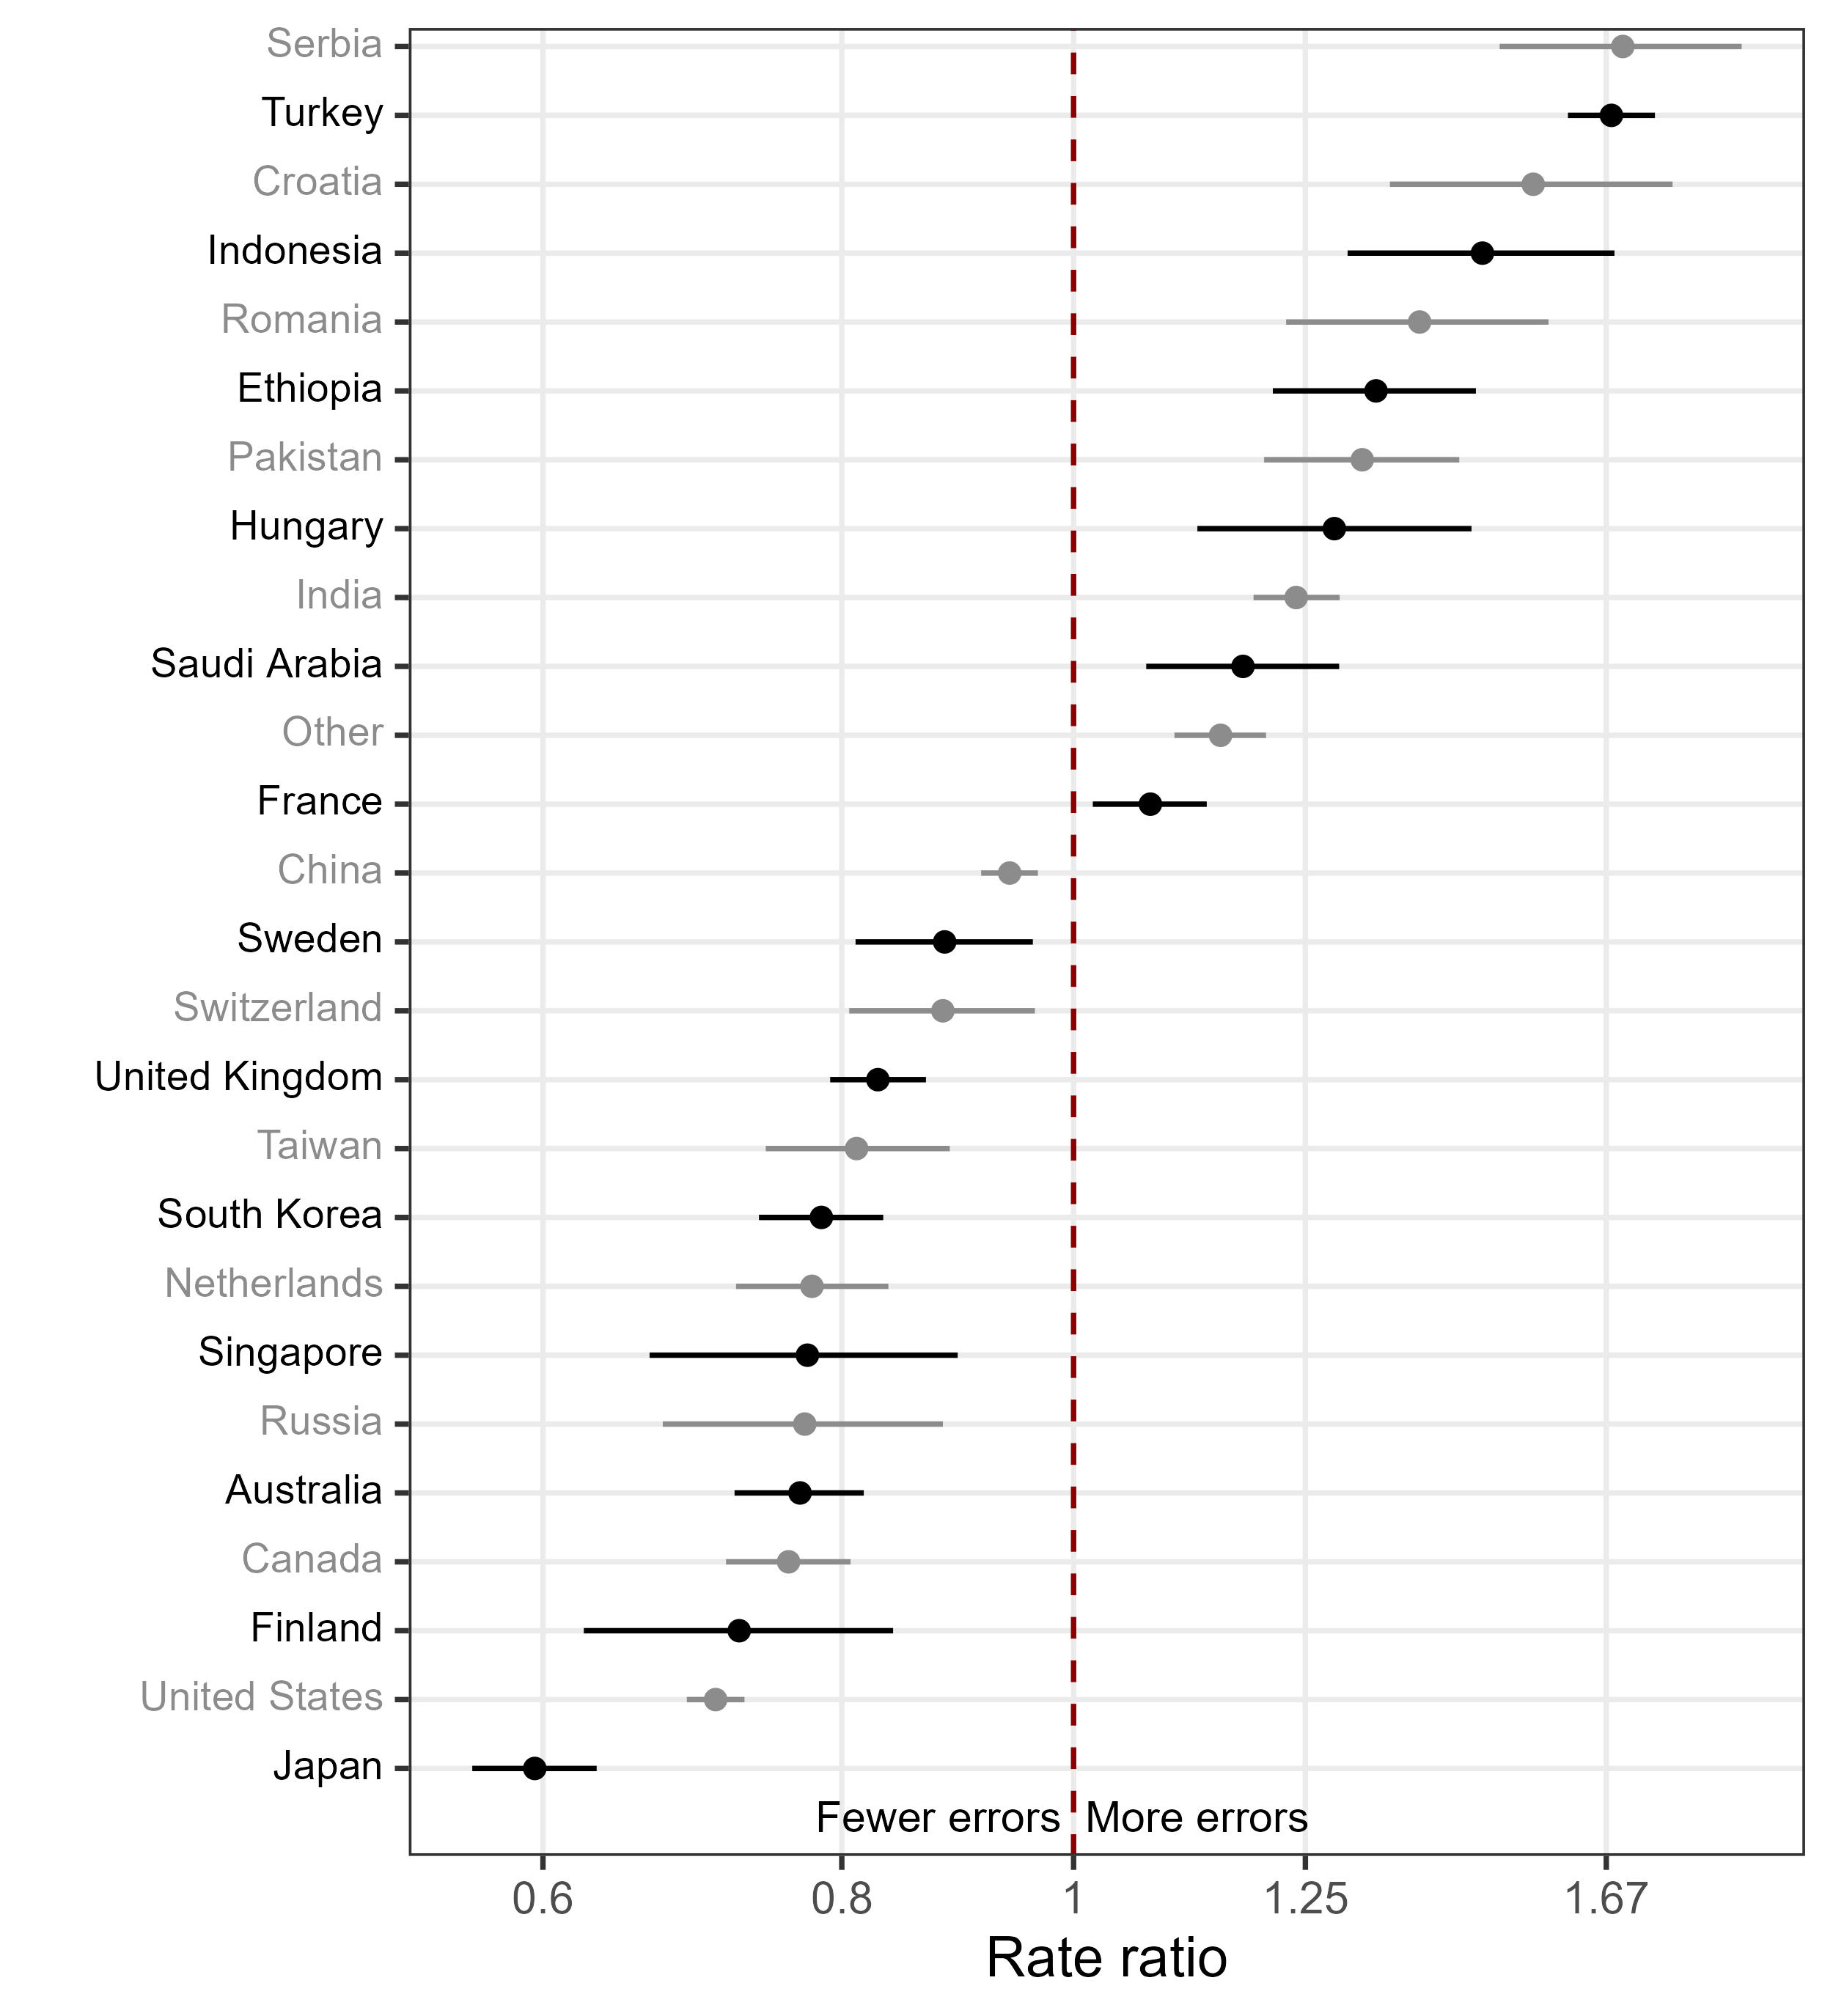 Serbia
Turkey
Croatia
Indonesia
Romania
Ethiopia
Pakistan
Hungary
India
Saudi Arabia
Other
France
China
Sweden
Switzerland
United Kingdom
Taiwan
South Korea
Netherlands
Singapore
Russia
Australia
Canada
Finland
United States
Japan
Fewer errors More errors
0.6 0.8 1 1.25 1.67
Rate ratio